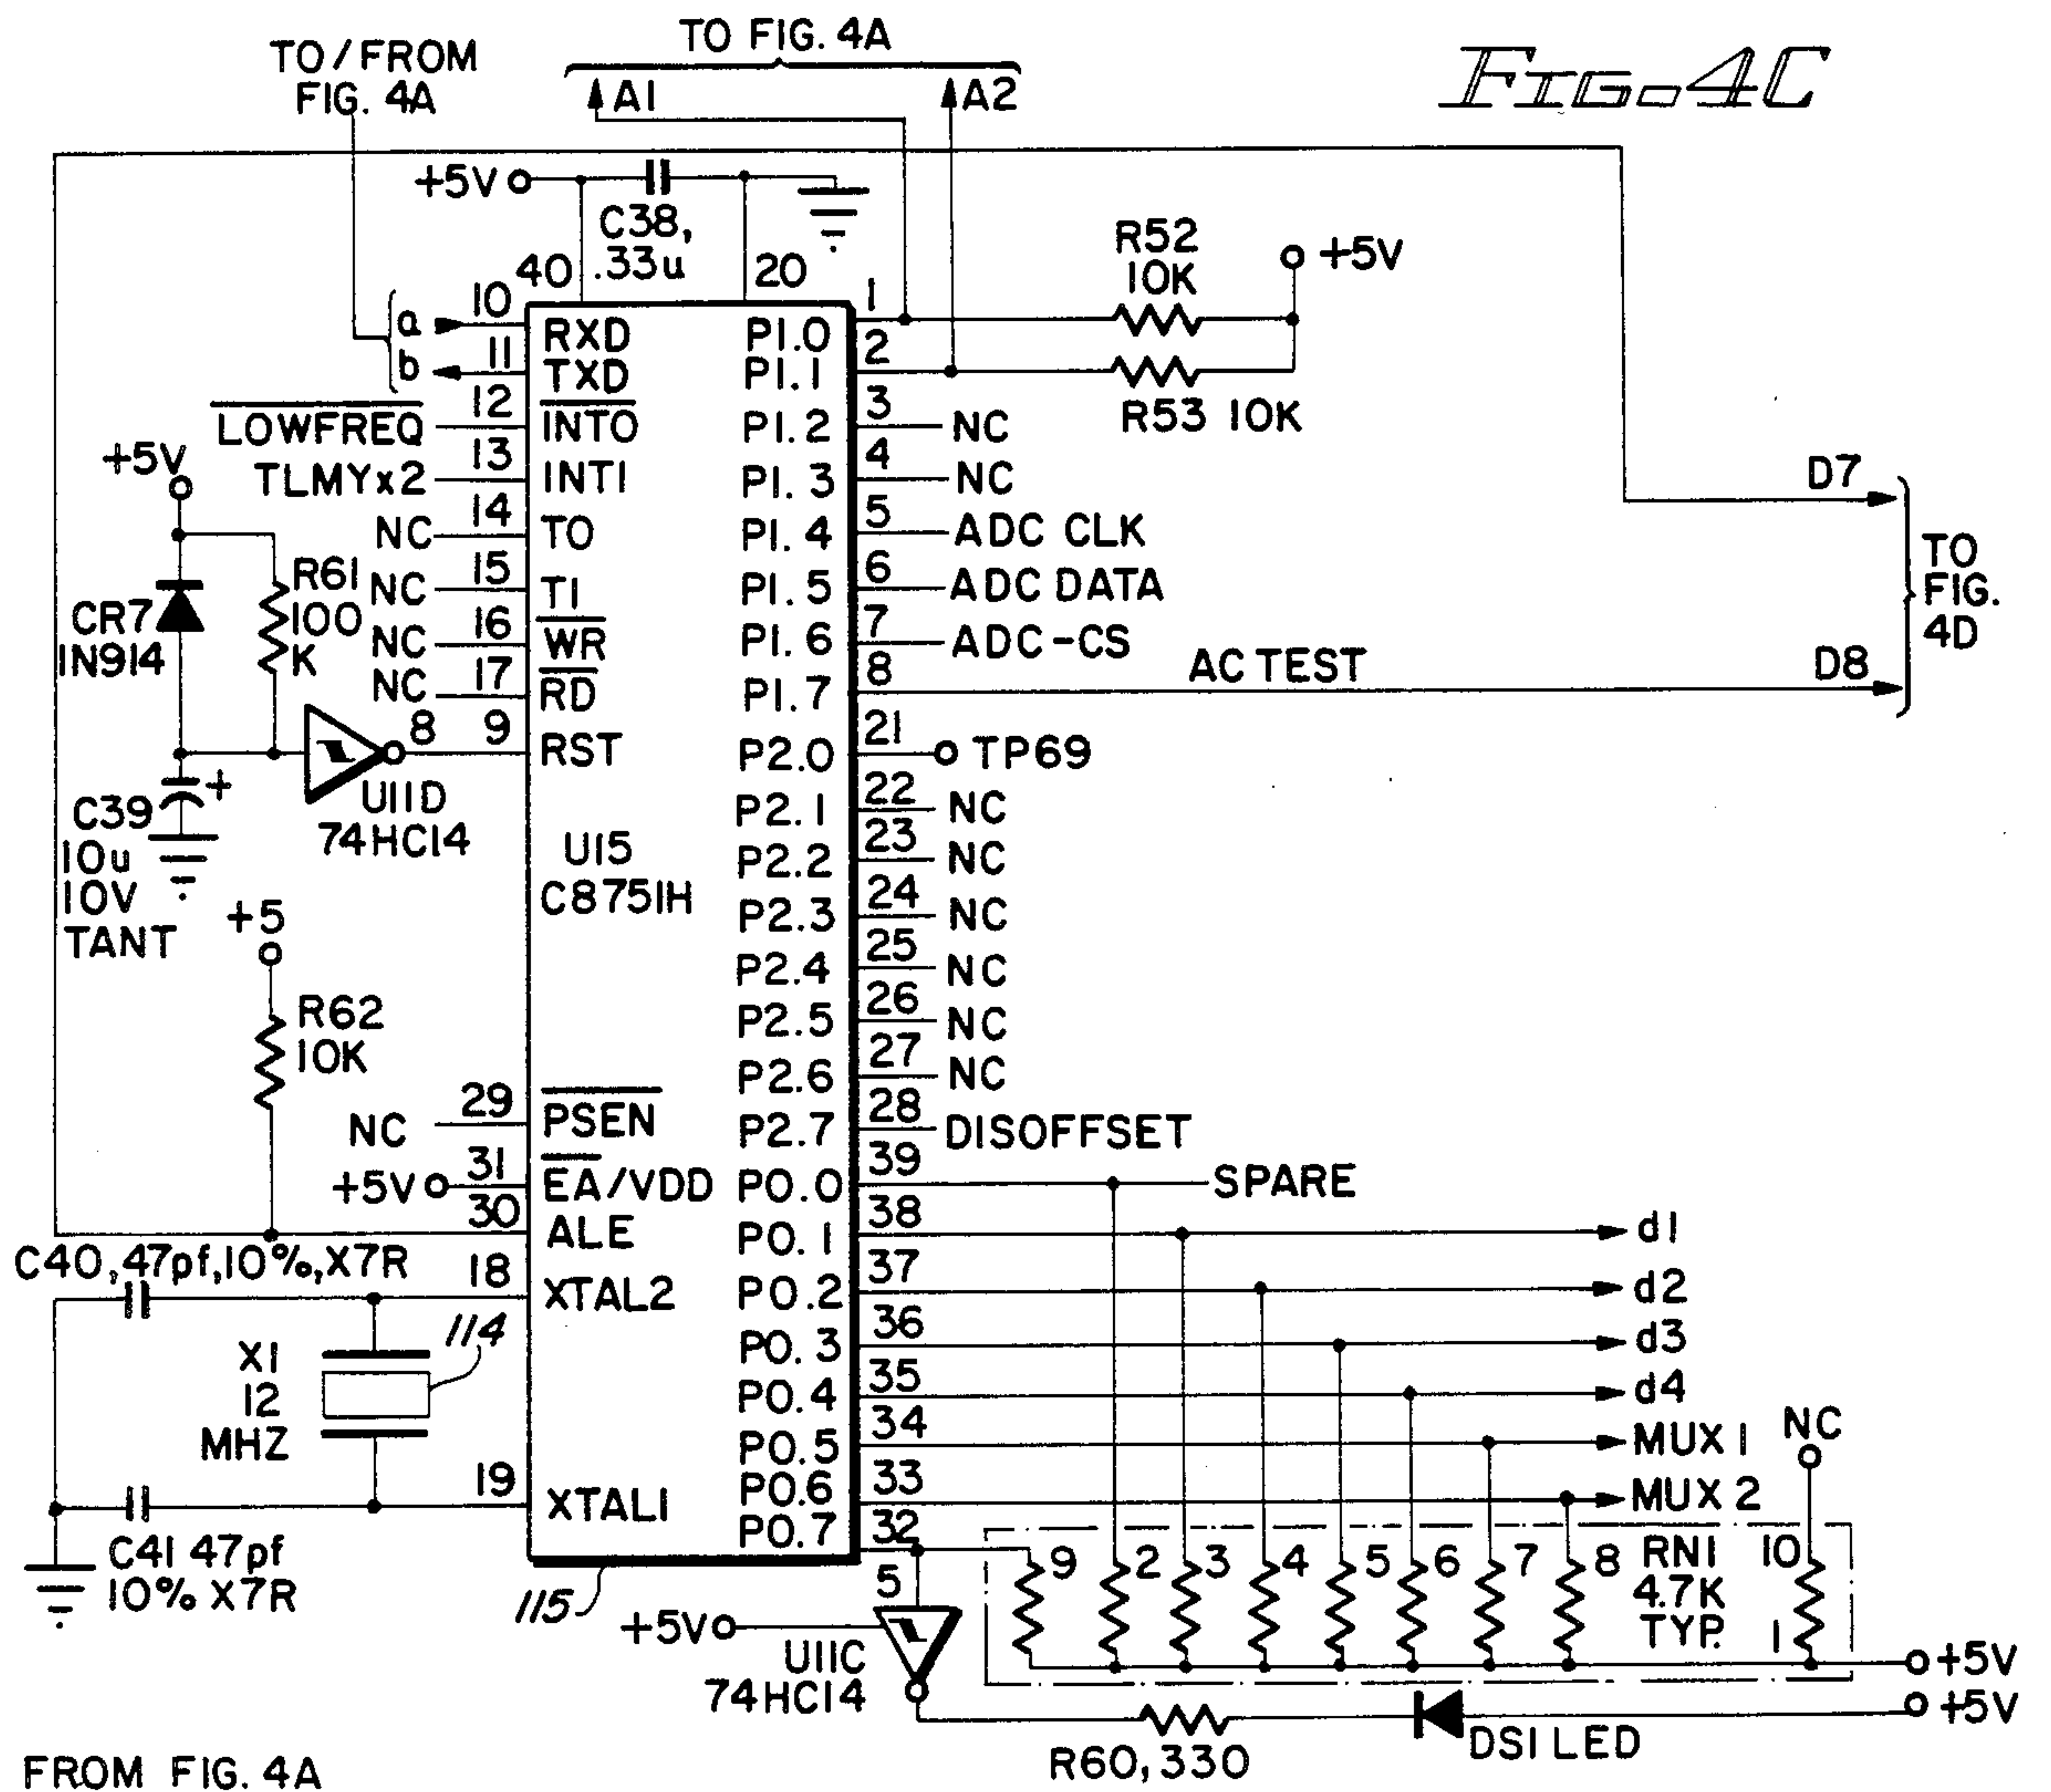 TO FIG. 4A
FIG. 4C
TO/FROM
FIG. 4A
A1
A2
+5V
C38,
.33u
40
20
R52
10K
+5V
a
10
RXD
P1.0
1
b
11
TXD
P1.1
2
R53 10K
LOWFREQ
12
INT0
P1.2
3
NC
TLMYx2
13
INT1
P1.3
4
NC
D7
+5V
NC
14
T0
P1.4
5
ADC CLK
TO
FIG.
4D
CR7
1N914
R61
100
K
NC
15
T1
P1.5
6
ADC DATA
NC
16
WR
P1.6
7
ADC-CS
NC
17
RD
P1.7
8
AC TEST
D8
8
9
RST
P2.0
21
TP69
U11D
74HC14
C39
10u
10V
TANT
P2.1
22
NC
U15
C8751H
P2.2
23
NC
P2.3
24
NC
+5
R62
10K
P2.4
25
NC
P2.5
26
NC
P2.6
27
NC
NC
29
PSEN
P2.7
28
DISOFFSET
+5V
31
EA/VDD
P0.0
39
SPARE
30
ALE
P0.1
38
d1
C40, 47pf, 10%, X7R
18
XTAL2
P0.2
37
d2
114
P0.3
36
d3
X1
12
MHZ
P0.4
35
d4
P0.5
34
MUX 1
NC
P0.6
33
MUX 2
19
XTAL1
P0.7
32
C41 47pf
10% X7R
115
5
9
2
3
4
5
6
7
8
RN1
4.7K
TYP.
10
1
+5V
U11C
74HC14
+5V
+5V
R60, 330
DS1 LED
FROM FIG. 4A